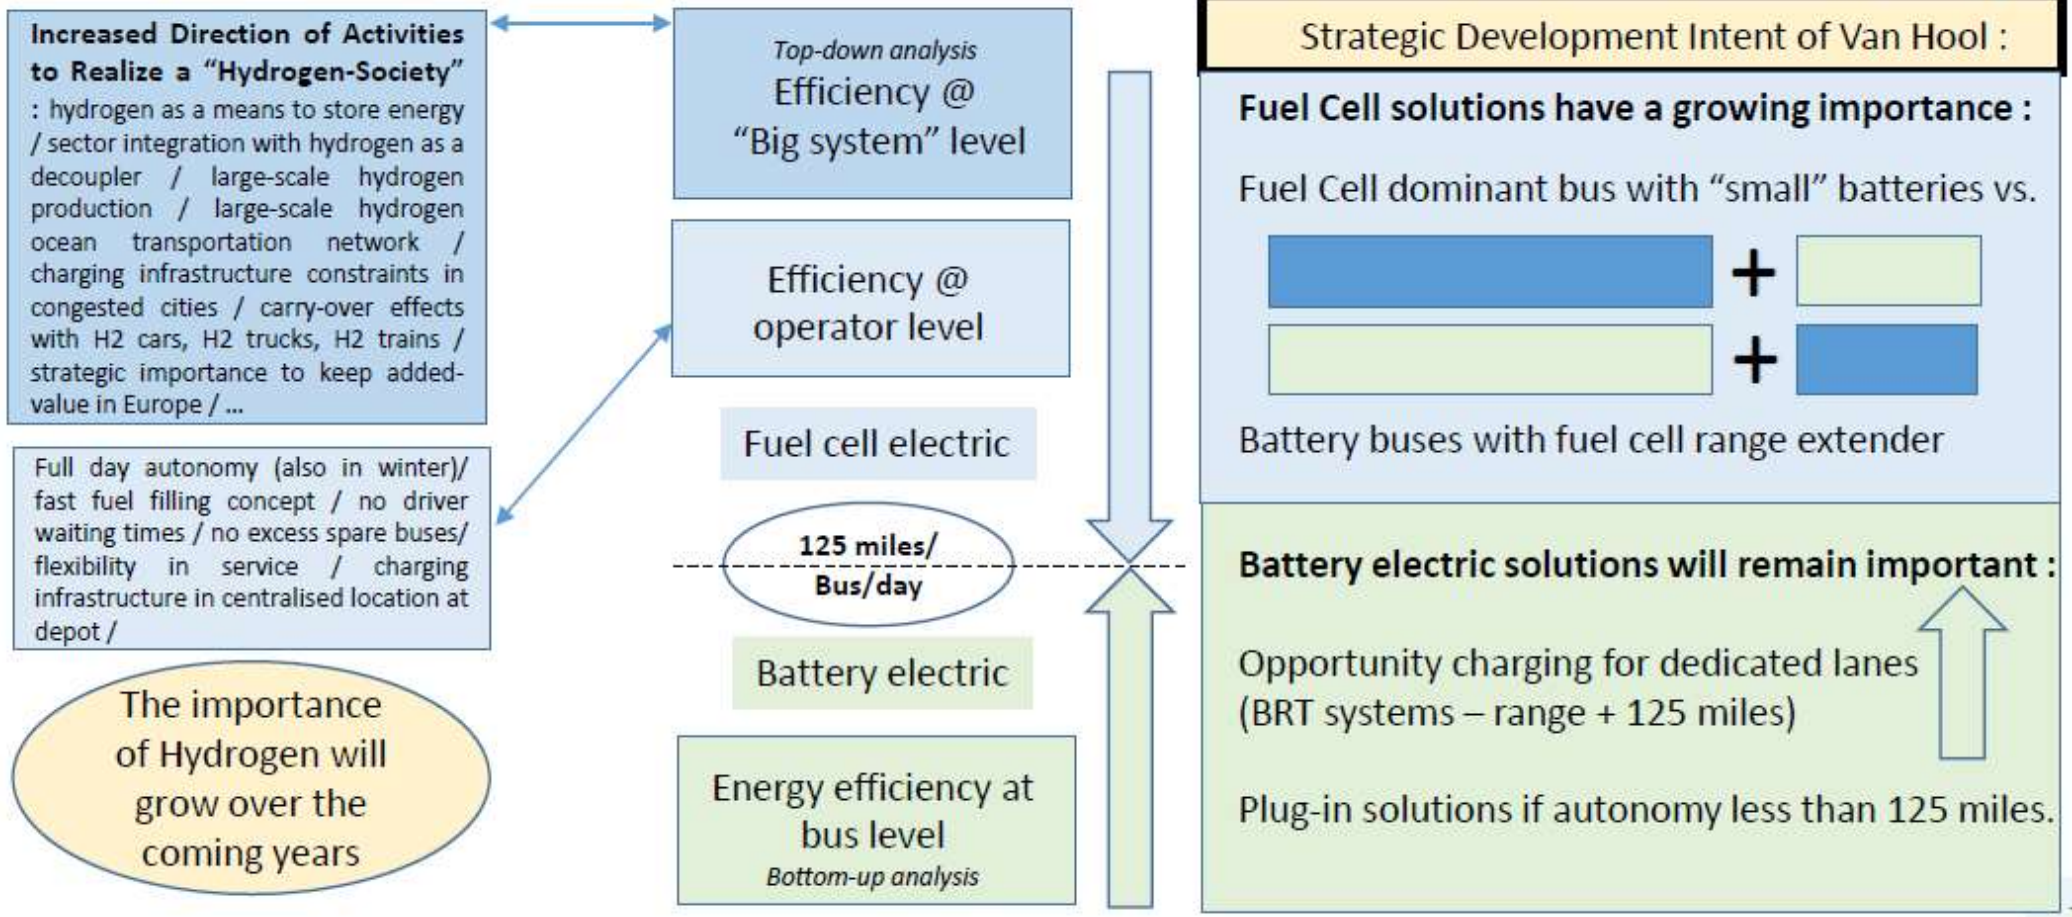 Increased Direction of Activities
to Realize a “Hydrogen-Society”
: hydrogen as a means to store energy
/ sector integration with hydrogen as a
decoupler / large-scale hydrogen
production / large-scale hydrogen
ocean transportation network /
charging infrastructure constraints in
congested cities / carry-over effects
with H2 cars, H2 trucks, H2 trains /
strategic importance to keep added-
value in Europe / ...
Full day autonomy (also in winter)/
fast fuel filling concept / no driver
waiting times / no excess spare buses/
flexibility in service / charging
infrastructure in centralised location at
depot /
The importance
of Hydrogen will
grow over the
coming years
Top-down analysis
Efficiency @
“Big system” level
Efficiency @
operator level
Fuel cell electric
125 miles/
Bus/day
Battery electric
Energy efficiency at
bus level
Bottom-up analysis
Strategic Development Intent of Van Hool :
Fuel Cell solutions have a growing importance :
Fuel Cell dominant bus with “small” batteries vs.
+
+
Battery buses with fuel cell range extender
Battery electric solutions will remain important :
Opportunity charging for dedicated lanes
(BRT systems – range + 125 miles)
Plug-in solutions if autonomy less than 125 miles.